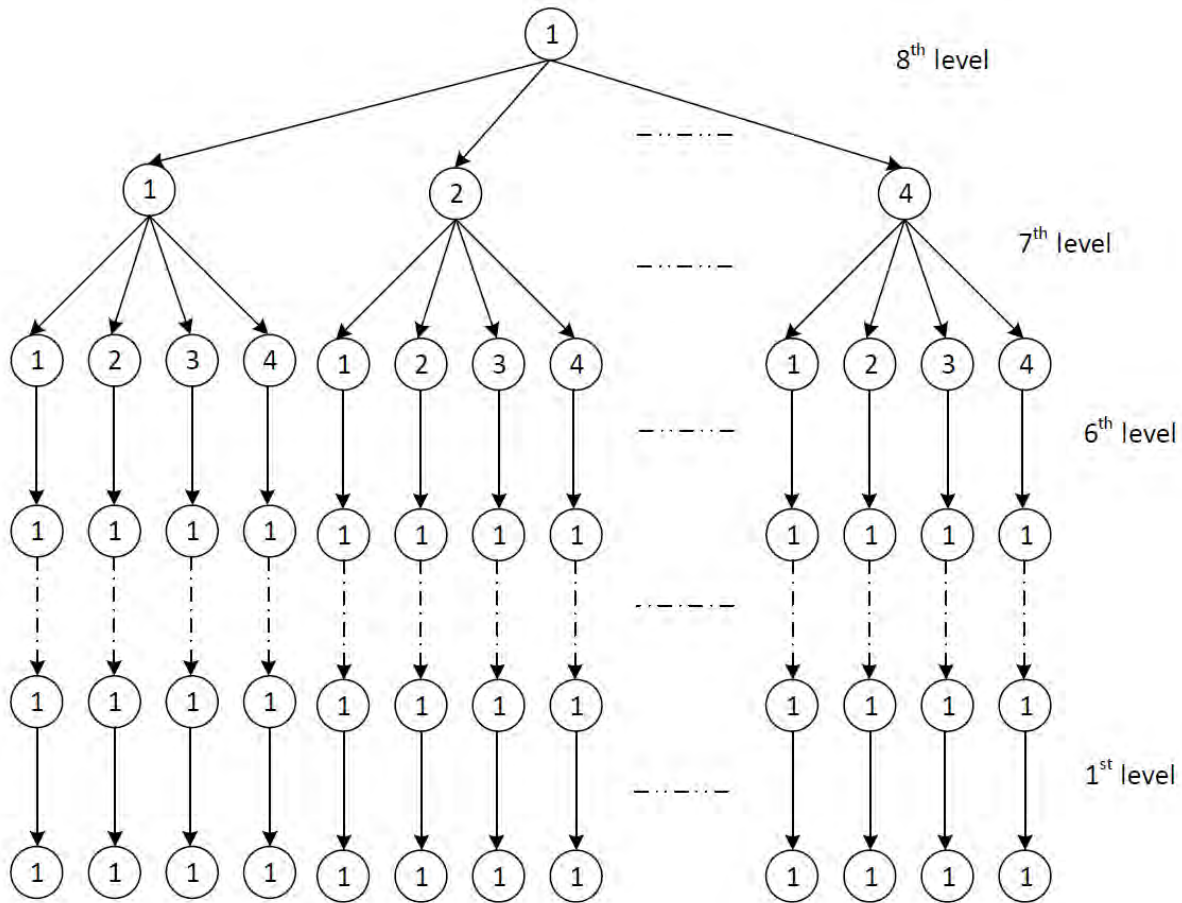 1
8th level
1 2 4
7th level
1 2 3 4 1 2 3 4 1 2 3 4
6th level
1 1 1 1 1 1 1 1 1 1 1 1
1 1 1 1 1 1 1 1 1 1 1 1
1st level
1 1 1 1 1 1 1 1 1 1 1 1